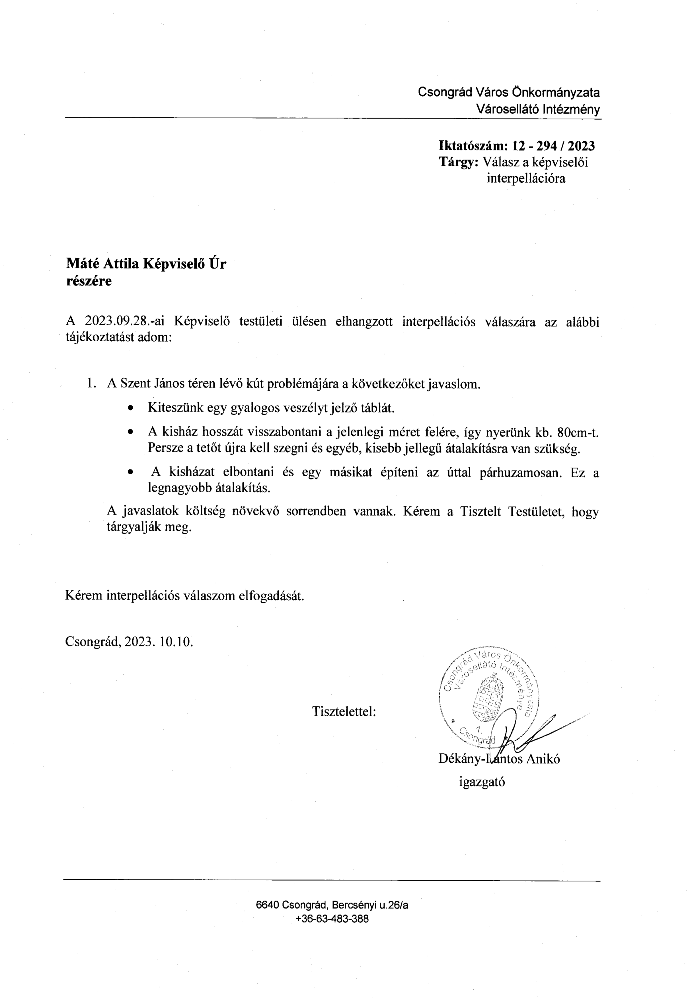 Csongrád Város Önkormányzata
Városellátó Intézmény
Iktatószám: 12 - 294 / 2023
Tárgy: Válasz a képviselői
interpellációra
Máté Attila Képviselő Úr
részére
A 2023.09.28.-ai Képviselő testületi ülésen elhangzott interpellációs válaszára az alábbi
tájékoztatást adom:
1. A Szent János téren lévő kút problémájára a következőket javaslom.
• Kiteszünk egy gyalogos veszélyt jelző táblát.
• A kisház hosszát visszabontani a jelenlegi méret felére, így nyerünk kb. 80cm-t.
Persze a tetőt újra kell szegni és egyéb, kisebb jellegű átalakításra van szükség.
• A kisházat elbontani és egy másikat építeni az úttal párhuzamosan. Ez a
legnagyobb átalakítás.
A javaslatok költség növekvő sorrendben vannak. Kérem a Tisztelt Testületet, hogy
tárgyalják meg.
Kérem interpellációs válaszom elfogadását.
Csongrád, 2023. 10.10.
Csongrád Város Önkormányzata
Városellátó Intézménye
1.
* Csongrád *
Tisztelettel:
Dékány-Lantos Anikó
igazgató
6640 Csongrád, Bercsényi u.26/a
+36-63-483-388